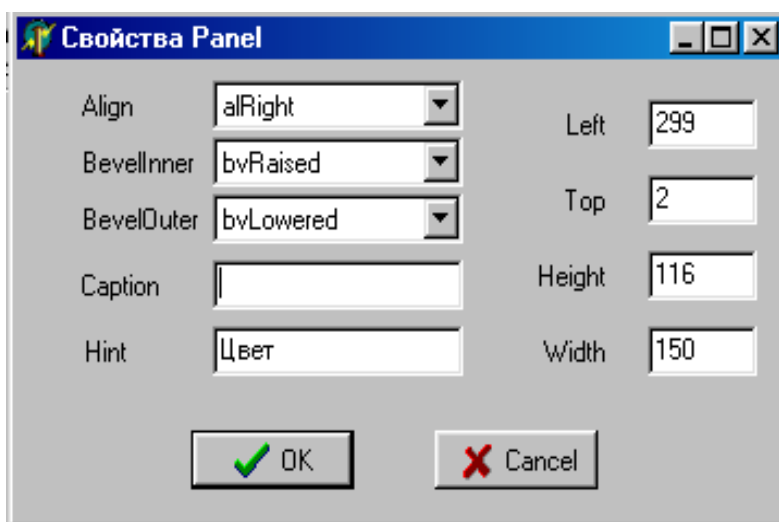 Свойства Panel
Align alRight
Left 299
BevelInner bvRaised
Top 2
BevelOuter bvLowered
Height 116
Caption
Hint Цвет
Width 150
OK Cancel